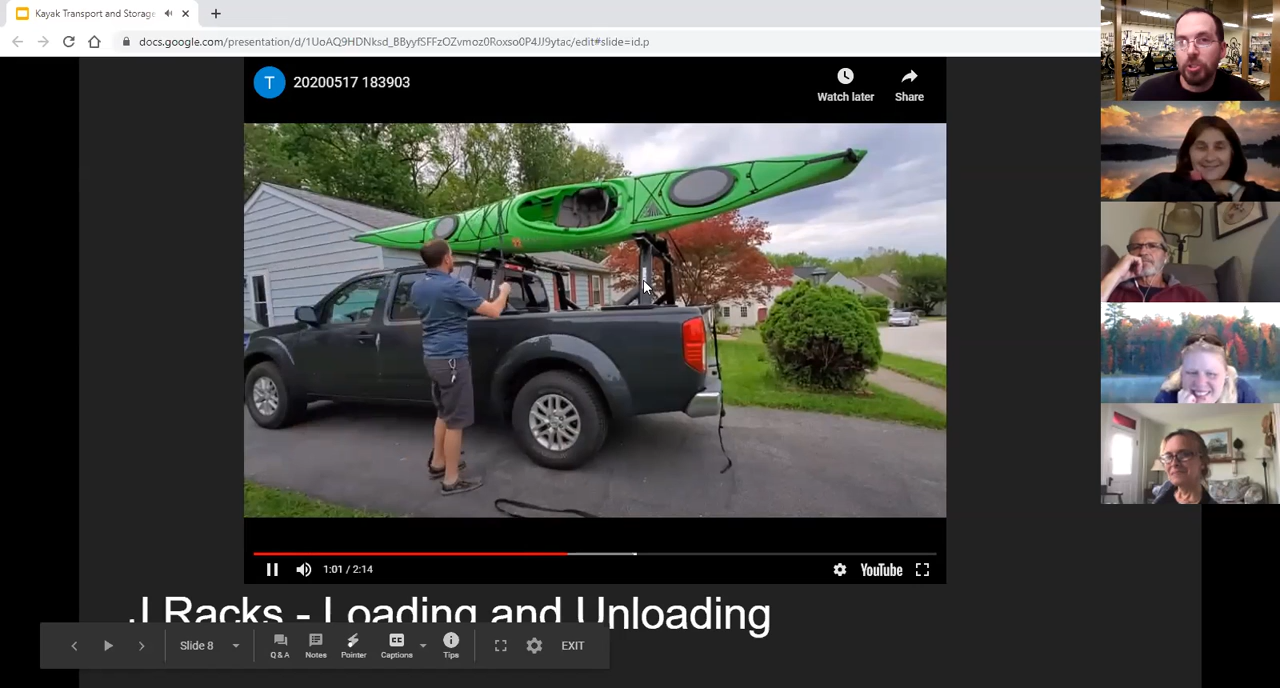 Kayak Transport and Storage
docs.google.com/presentation/d/1UoAQ9HDNksd_BByyfSFFzOZvmoz0Roxso0P4JJ9ytac/edit#slide=id.p
T
20200517 183903
Watch later
Share
1:01 / 2:14
YouTube
J Racks - Loading and Unloading
Slide 8
Q & A
Notes
Pointer
CC
Captions
Tips
EXIT